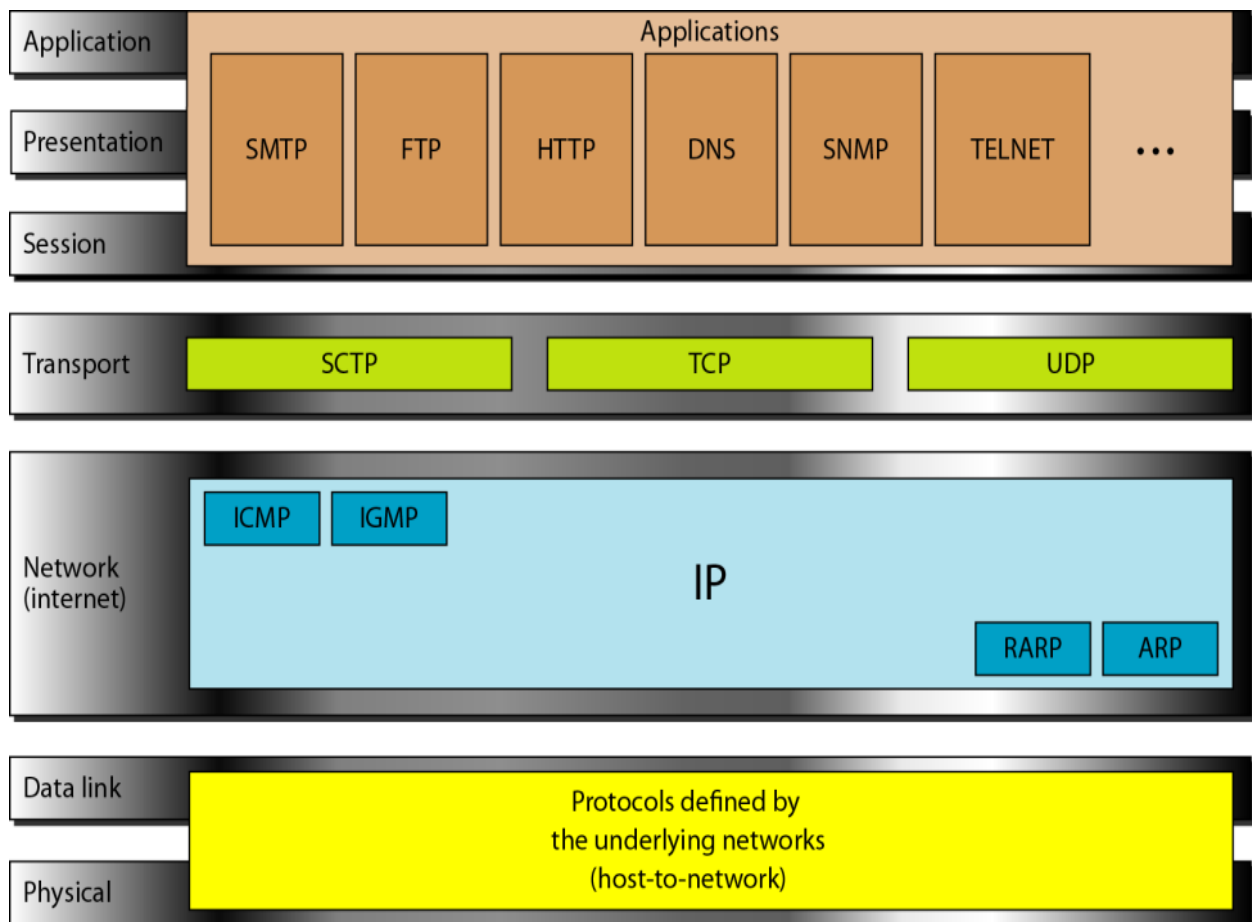 Application
Applications
Presentation
SMTP
FTP
HTTP
DNS
SNMP
TELNET
...
Session
Transport
SCTP
TCP
UDP
Network
(internet)
ICMP
IGMP
IP
RARP
ARP
Data link
Protocols defined by
the underlying networks
(host-to-network)
Physical